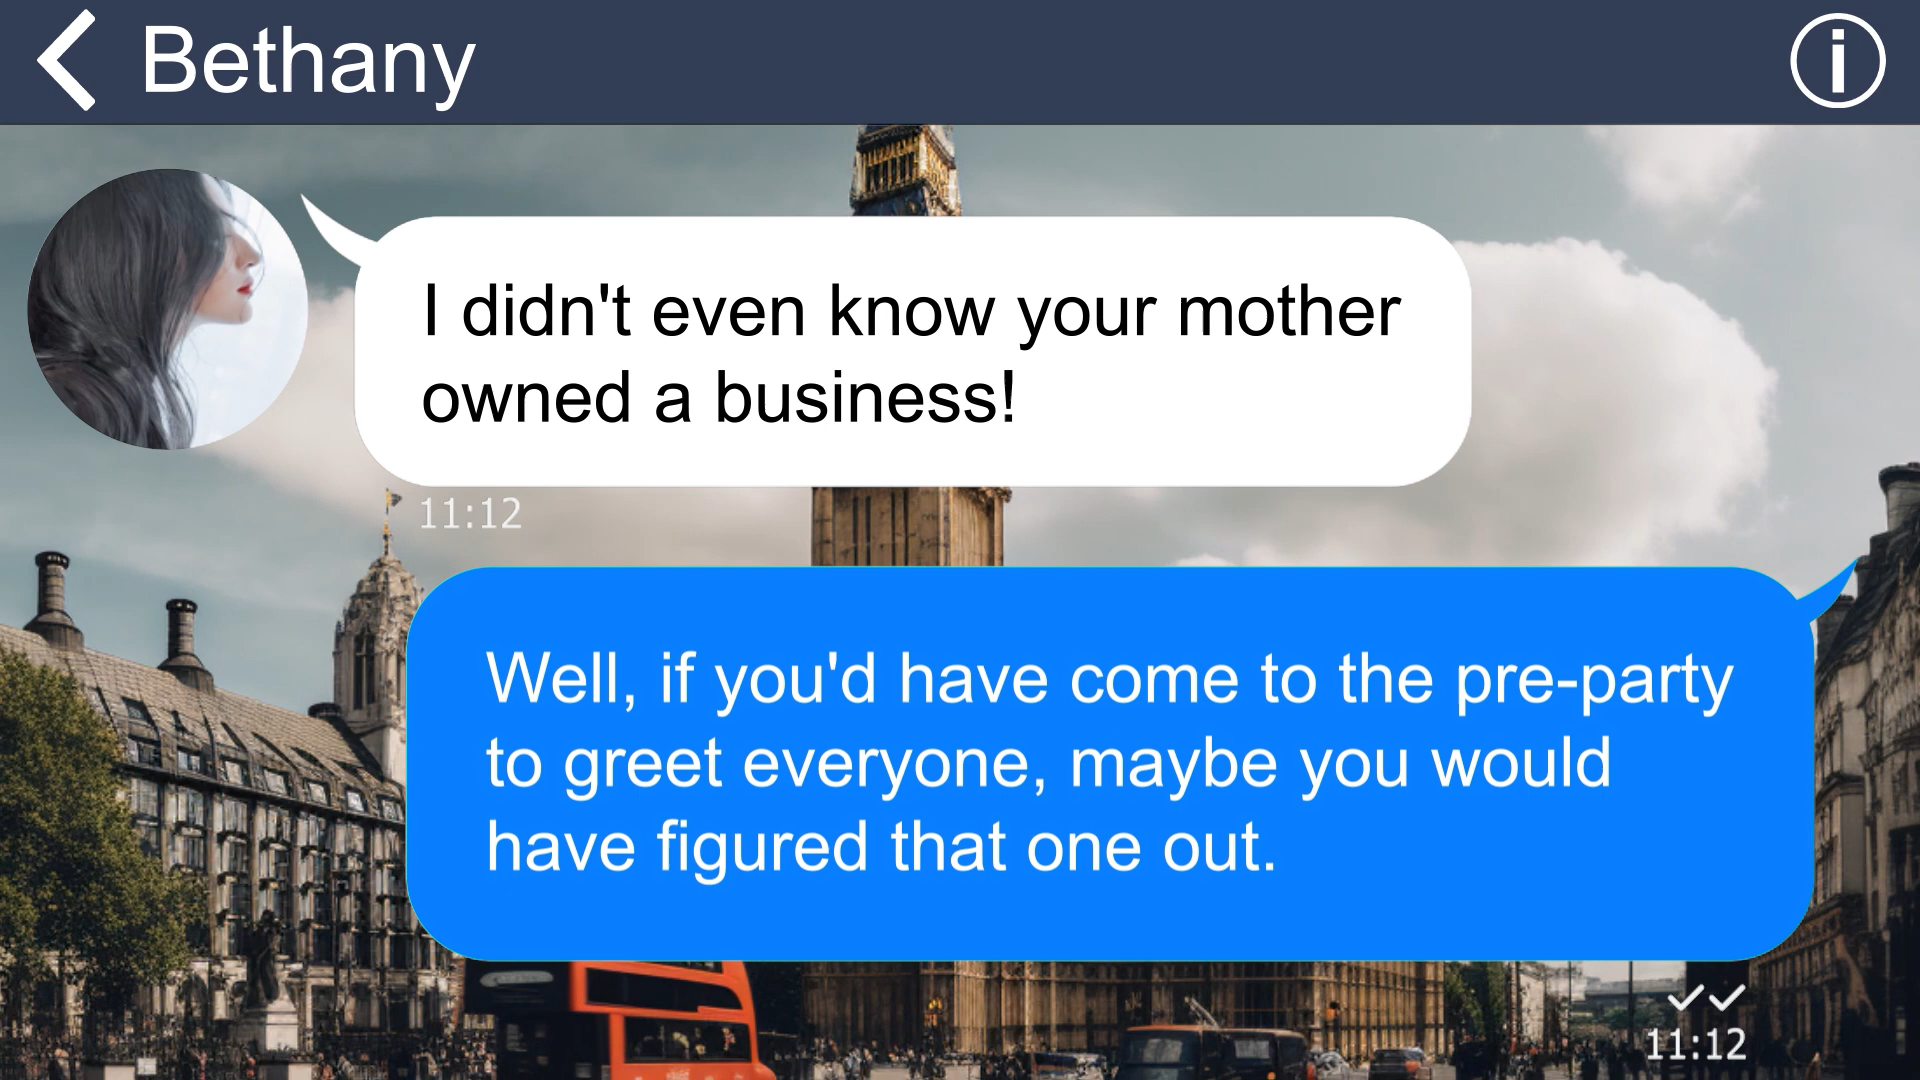 Bethany
I didn't even know your mother
owned a business!
11:12
Well, if you'd have come to the pre-party
to greet everyone, maybe you would
have figured that one out.
11:12